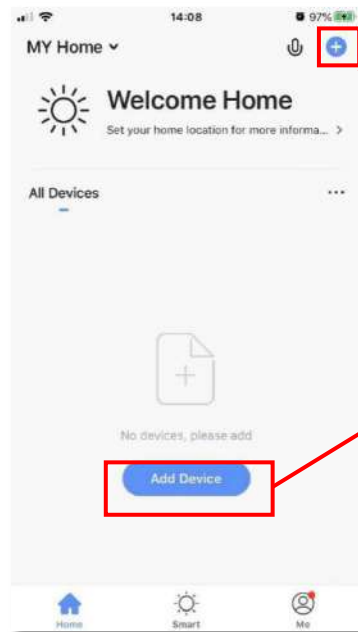 14:08
97%
MY Home
Welcome Home
Set your home location for more informa...
All Devices
...
No devices, please add
Add Device
Home
Smart
Me